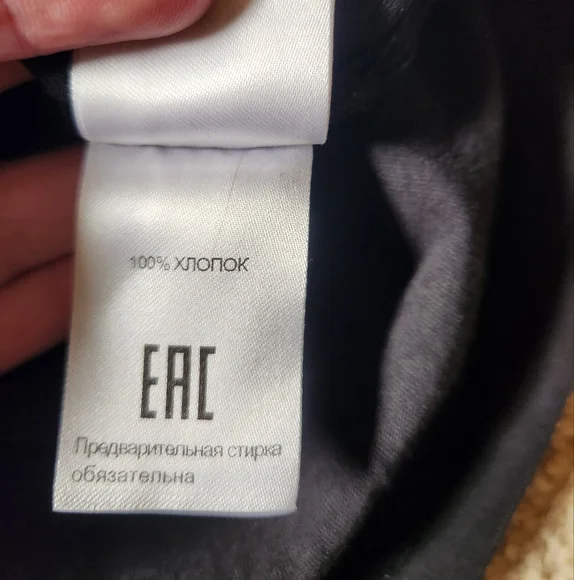 100% ХЛОПОК
EAC
Предварительная стирка
обязательна